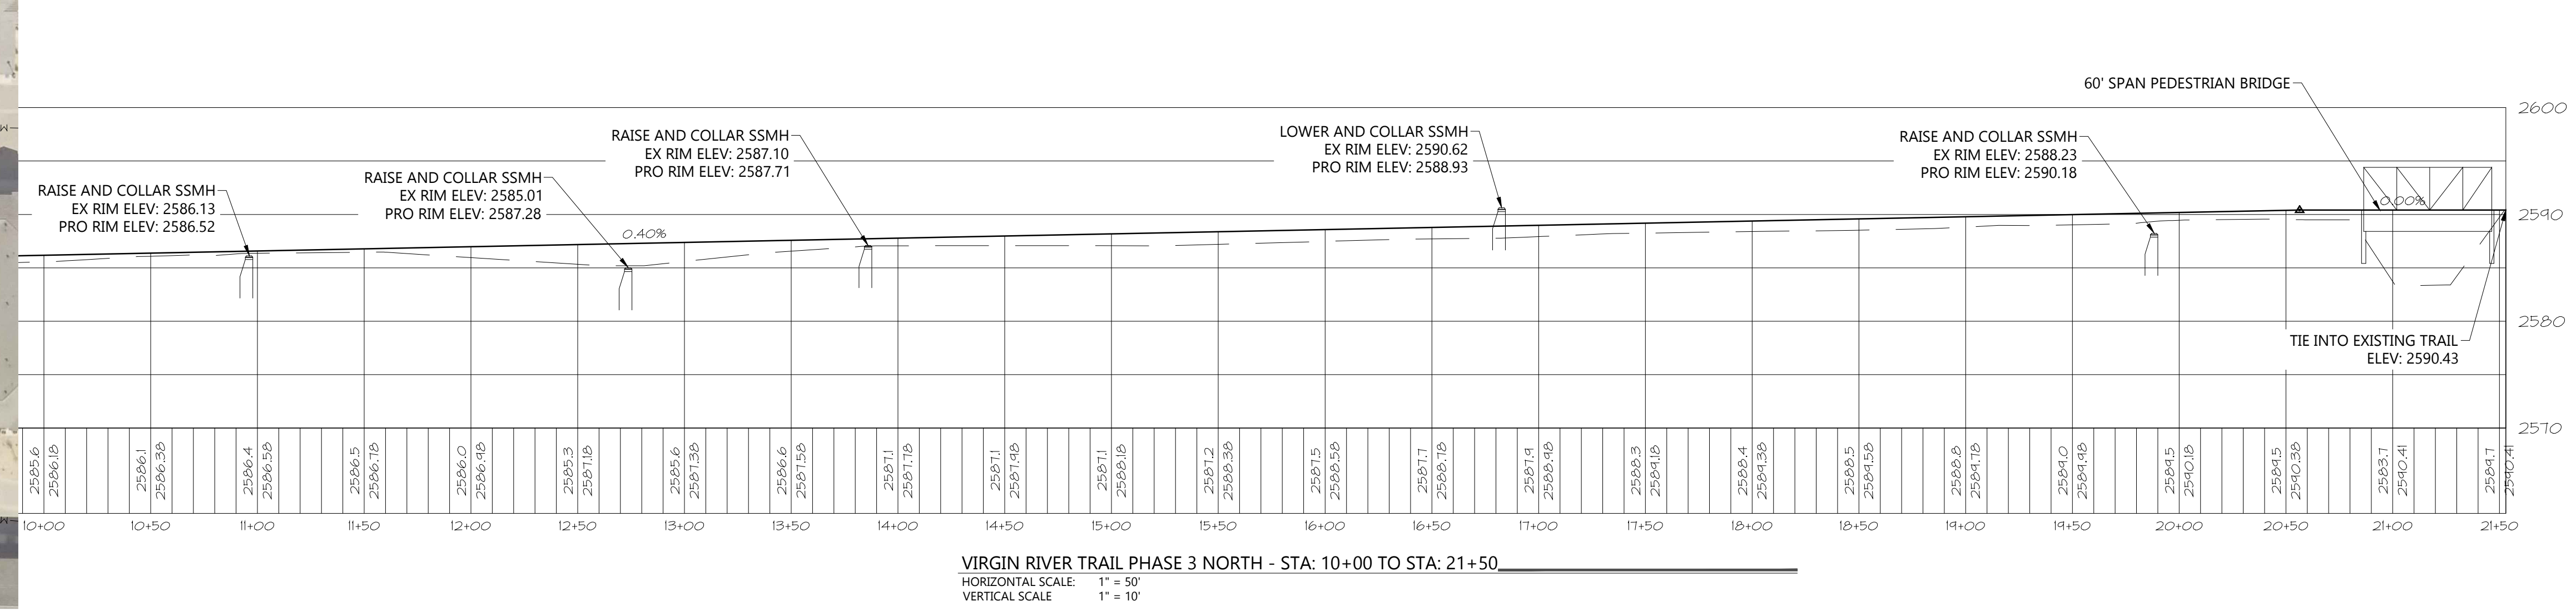 60' SPAN PEDESTRIAN BRIDGE
2600
RAISE AND COLLAR SSMH
EX RIM ELEV: 2586.13
PRO RIM ELEV: 2586.52
RAISE AND COLLAR SSMH
EX RIM ELEV: 2585.01
PRO RIM ELEV: 2587.28
RAISE AND COLLAR SSMH
EX RIM ELEV: 2587.10
PRO RIM ELEV: 2587.71
LOWER AND COLLAR SSMH
EX RIM ELEV: 2590.62
PRO RIM ELEV: 2588.93
RAISE AND COLLAR SSMH
EX RIM ELEV: 2588.23
PRO RIM ELEV: 2590.18
0.00%
2590
0.40%
2580
TIE INTO EXISTING TRAIL
ELEV: 2590.43
2570
2585.6
2586.18
2586.1
2586.38
2586.4
2586.58
2586.5
2586.78
2586.0
2586.98
2585.3
2587.18
2585.6
2587.38
2586.6
2587.58
2587.1
2587.78
2587.1
2587.98
2587.1
2588.18
2587.2
2588.38
2587.5
2588.58
2587.7
2588.78
2587.9
2588.98
2588.3
2589.18
2588.4
2589.38
2588.5
2589.58
2588.8
2589.78
2589.0
2589.98
2589.5
2590.18
2589.5
2590.38
2583.7
2590.41
2589.7
2590.41
10+00 10+50 11+00 11+50 12+00 12+50 13+00 13+50 14+00 14+50 15+00 15+50 16+00 16+50 17+00 17+50 18+00 18+50 19+00 19+50 20+00 20+50 21+00 21+50
VIRGIN RIVER TRAIL PHASE 3 NORTH - STA: 10+00 TO STA: 21+50
HORIZONTAL SCALE: 1" = 50'
VERTICAL SCALE 1" = 10'